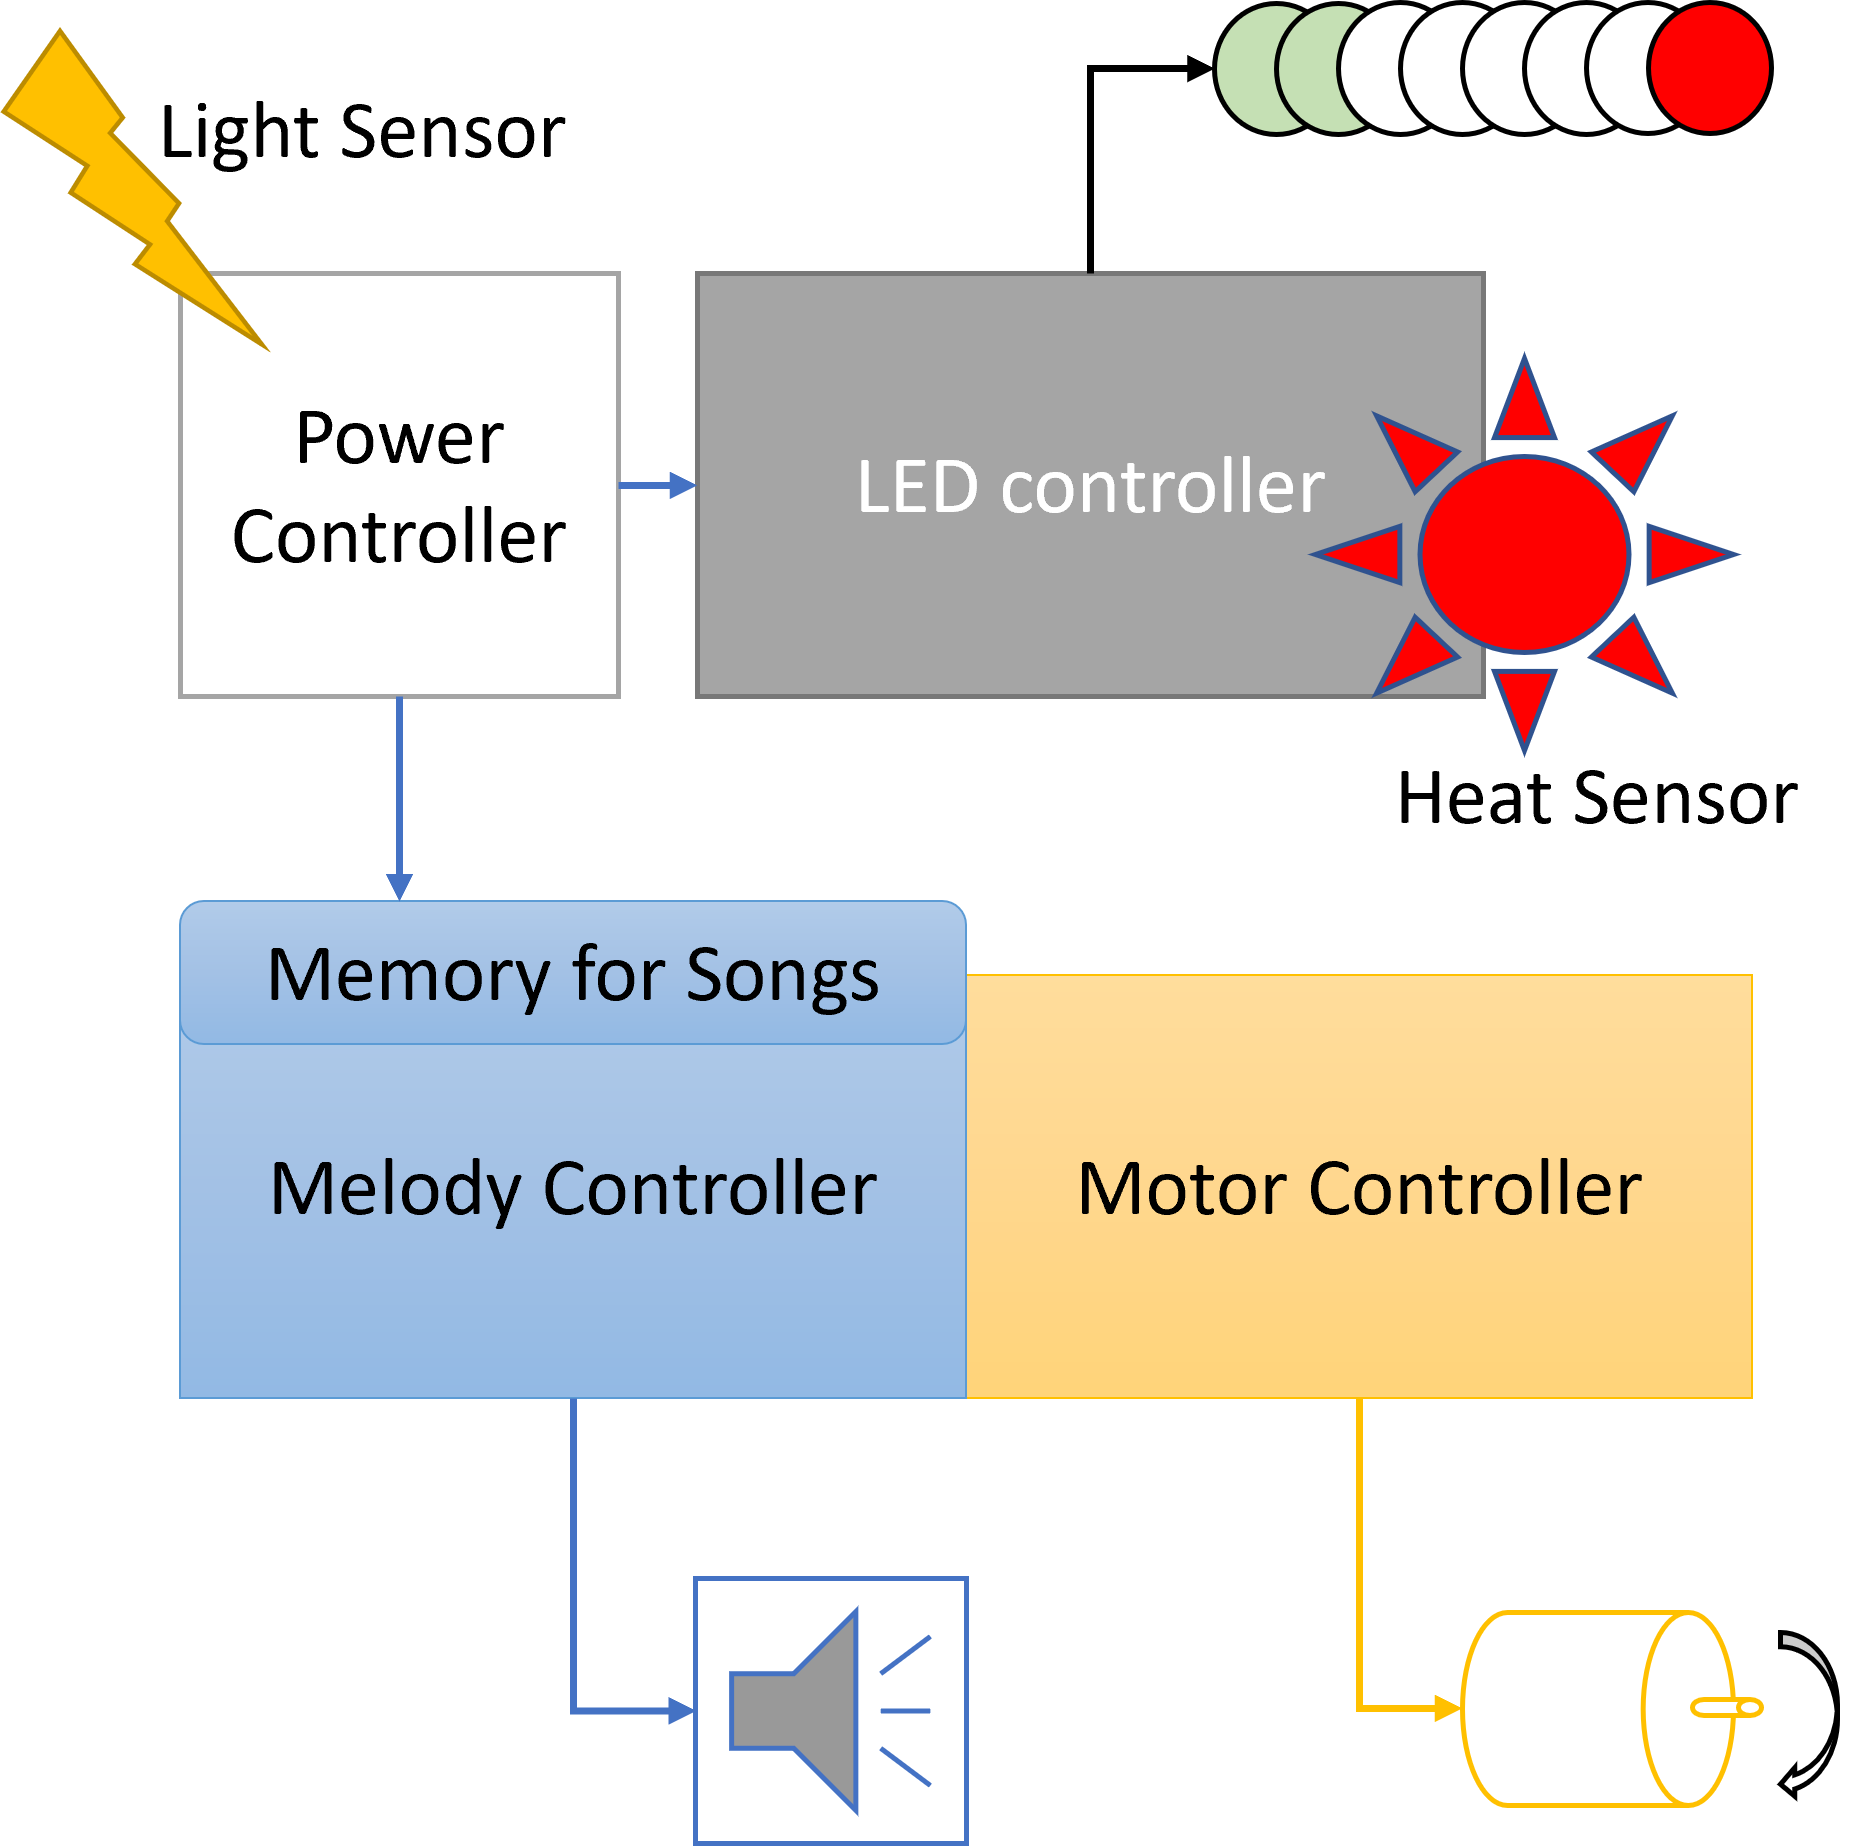 Light Sensor
Power
Controller
LED controller
Heat Sensor
Memory for Songs
Melody Controller
Motor Controller